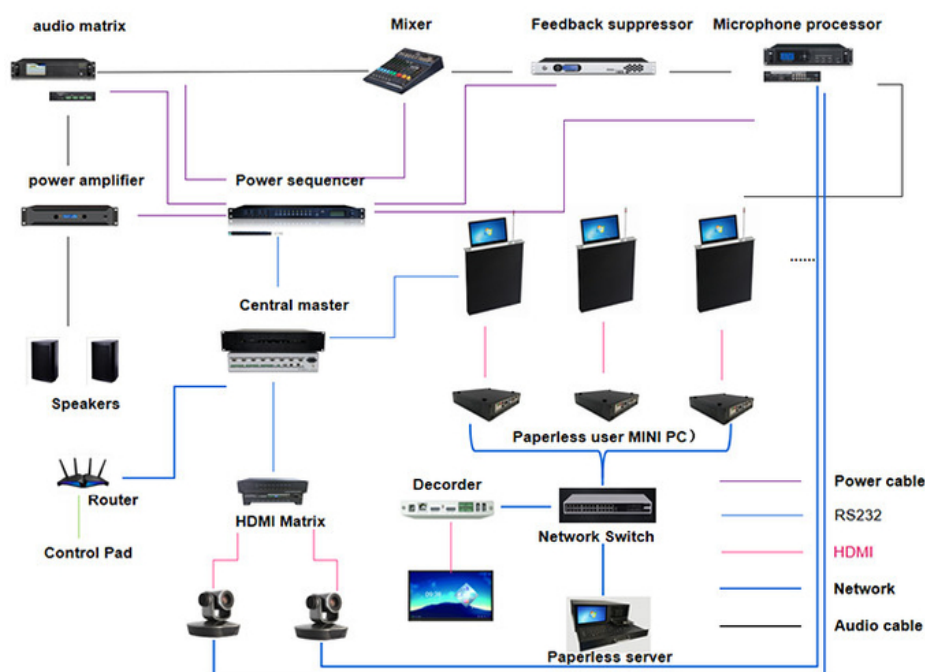 audio matrix
Mixer
Feedback suppressor
Microphone processor
power amplifier
Power sequencer
Central master
Speakers
Paperless user MINI PC）
Router
HDMI Matrix
Decorder
Network Switch
Control Pad
Paperless server
Power cable
RS232
HDMI
Network
Audio cable